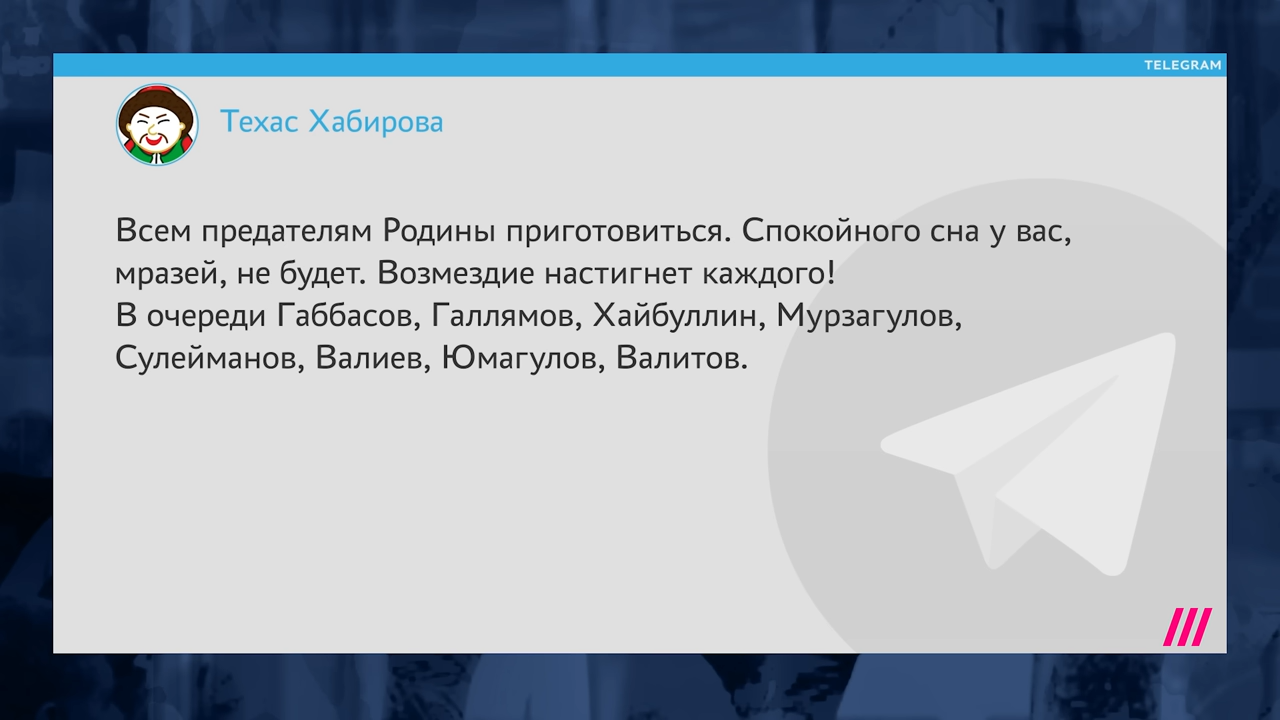 TELEGRAM
Техас Хабирова
Всем предателям Родины приготовиться. Спокойного сна у вас,
мразей, не будет. Возмездие настигнет каждого!
В очереди Габбасов, Галлямов, Хайбуллин, Мурзагулов,
Сулейманов, Валиев, Юмагулов, Валитов.